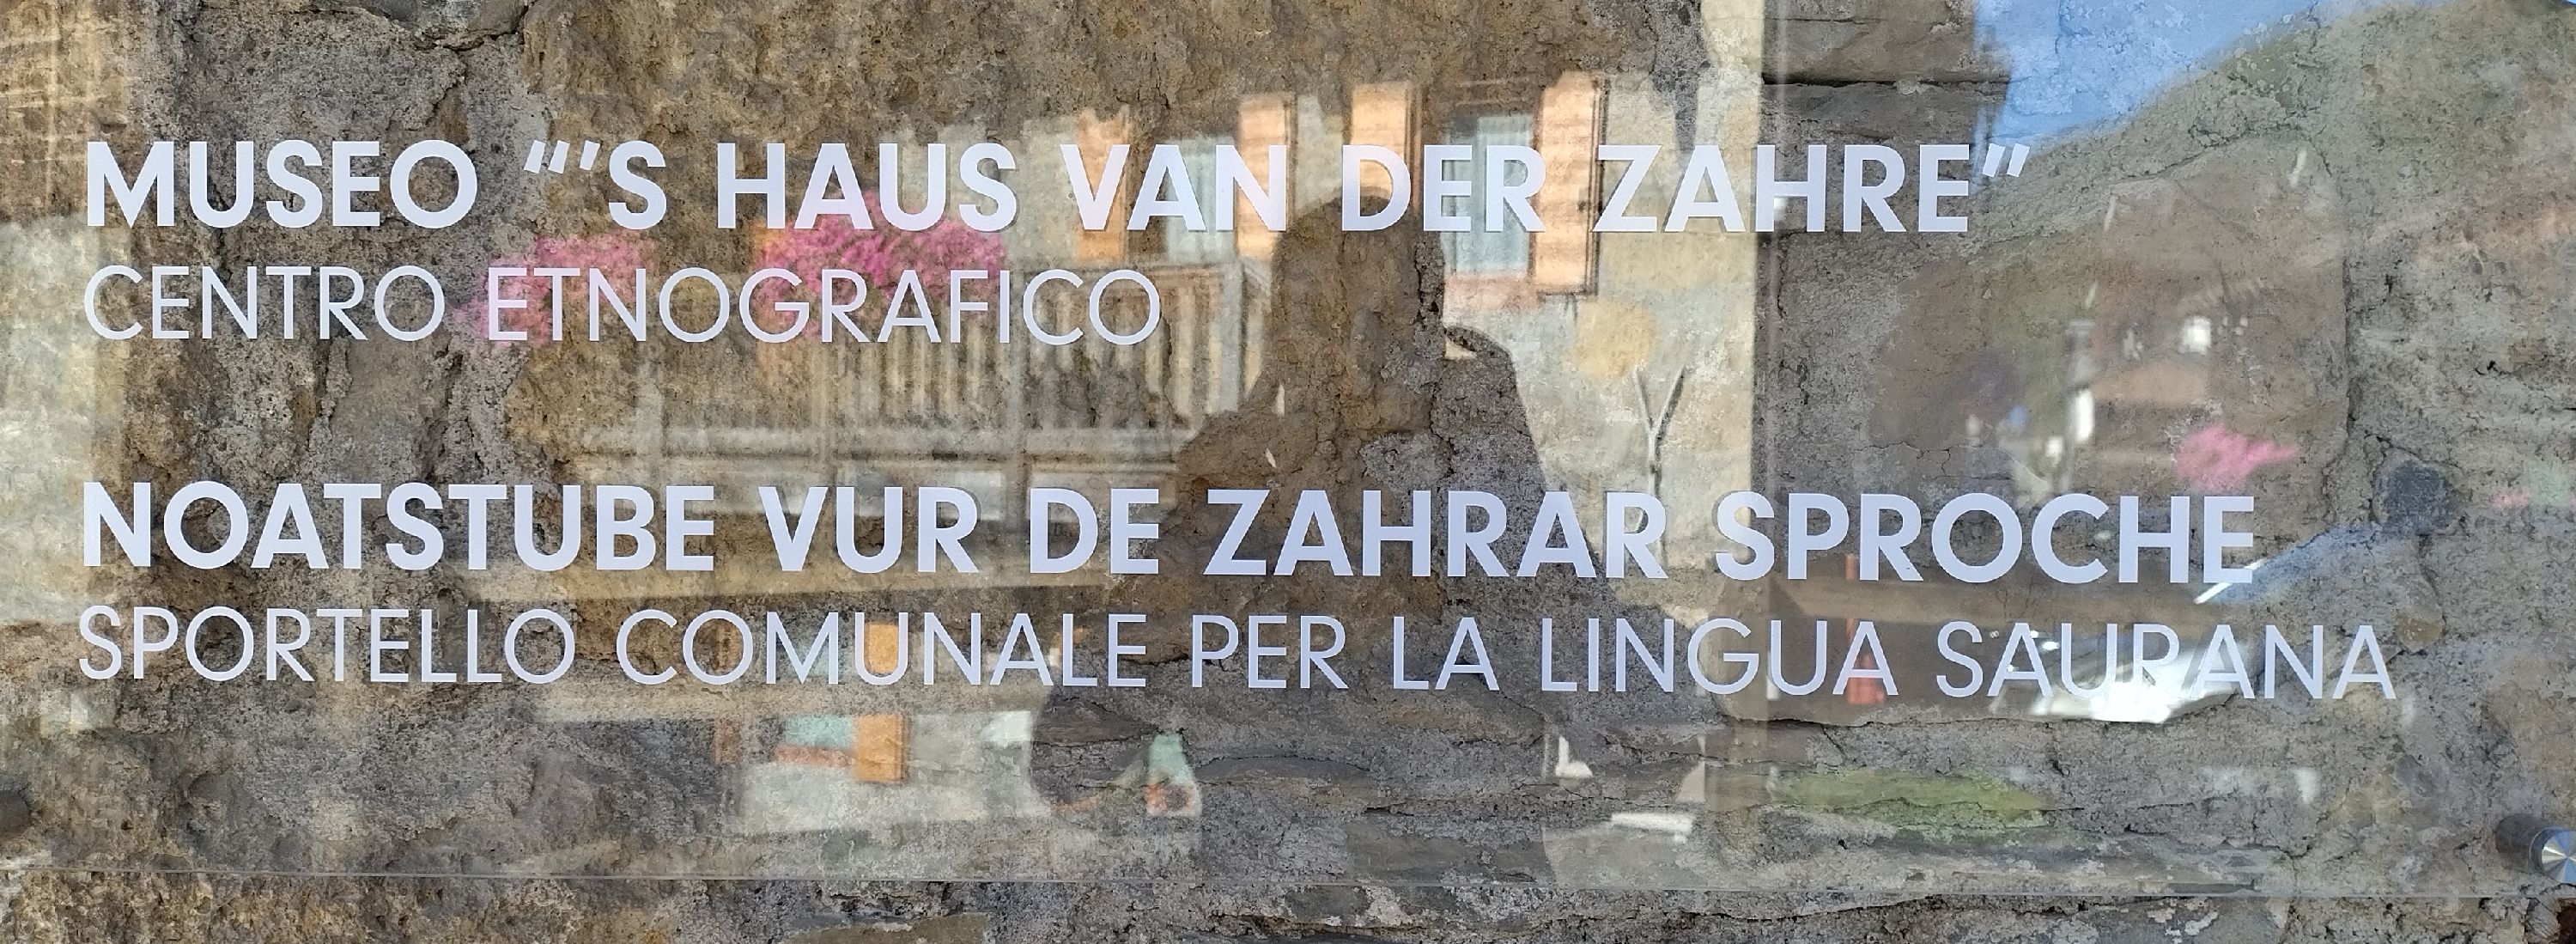 MUSEO “’S HAUS VAN DER ZAHRE”
CENTRO ETNOGRAFICO
NOATSTUBE VUR DE ZAHRAR SPROCHE
SPORTELLO COMUNALE PER LA LINGUA SAURANA